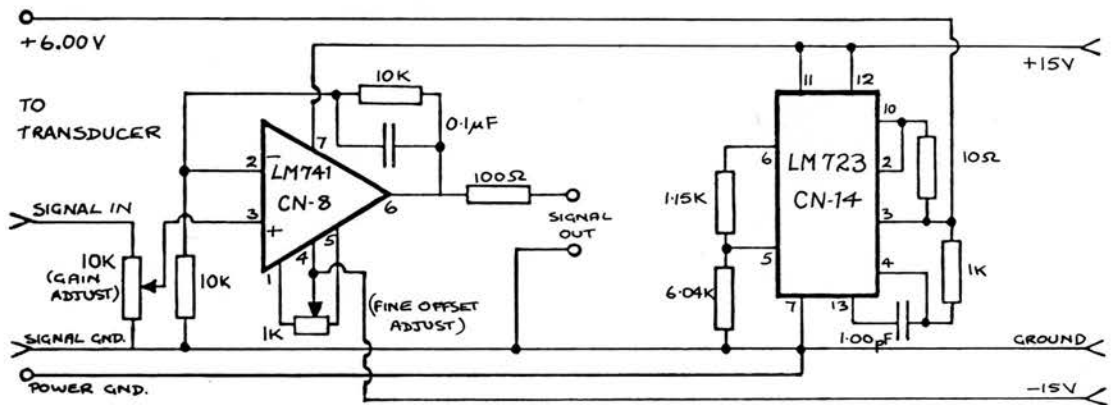 +6.00V
TO
TRANSDUCER
SIGNAL IN
10K
(GAIN
ADJUST)
SIGNAL GND.
POWER GND.
10K
2
3
−
+
LM741
CN-8
7
6
1
4
5
10K
0.1µF
100Ω
SIGNAL
OUT
1K
(FINE OFFSET
ADJUST)
1.15K
6.04K
6
5
11
12
LM723
CN-14
10
2
3
4
7
13
10Ω
1K
1.00pF
+15V
GROUND
−15V